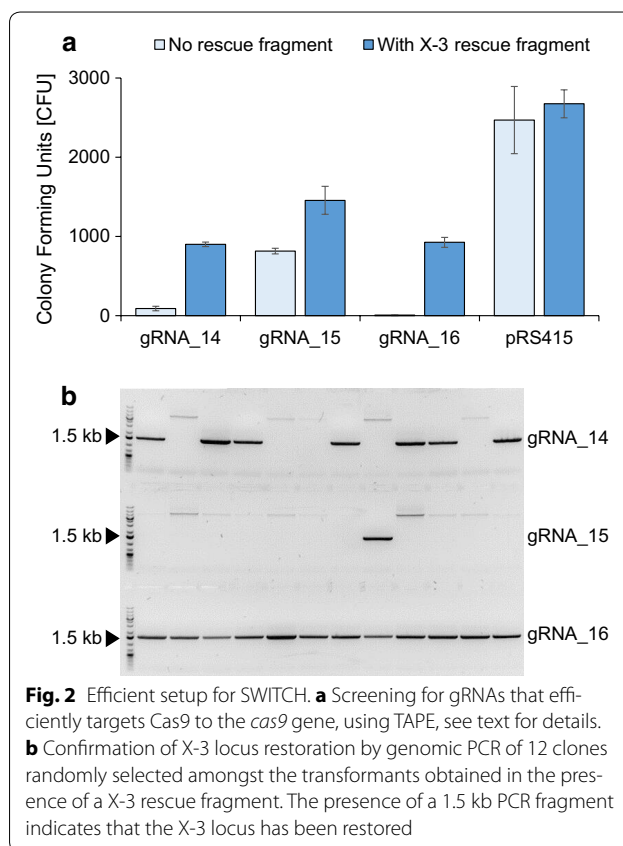 a
No rescue fragment With X-3 rescue fragment
Colony Forming Units [CFU]
3000
2000
1000
0
gRNA_14 gRNA_15 gRNA_16 pRS415
b
1.5 kb gRNA_14
1.5 kb gRNA_15
1.5 kb gRNA_16
Fig. 2 Efficient setup for SWITCH. a Screening for gRNAs that effi-
ciently targets Cas9 to the cas9 gene, using TAPE, see text for details.
b Confirmation of X-3 locus restoration by genomic PCR of 12 clones
randomly selected amongst the transformants obtained in the pres-
ence of a X-3 rescue fragment. The presence of a 1.5 kb PCR fragment
indicates that the X-3 locus has been restored